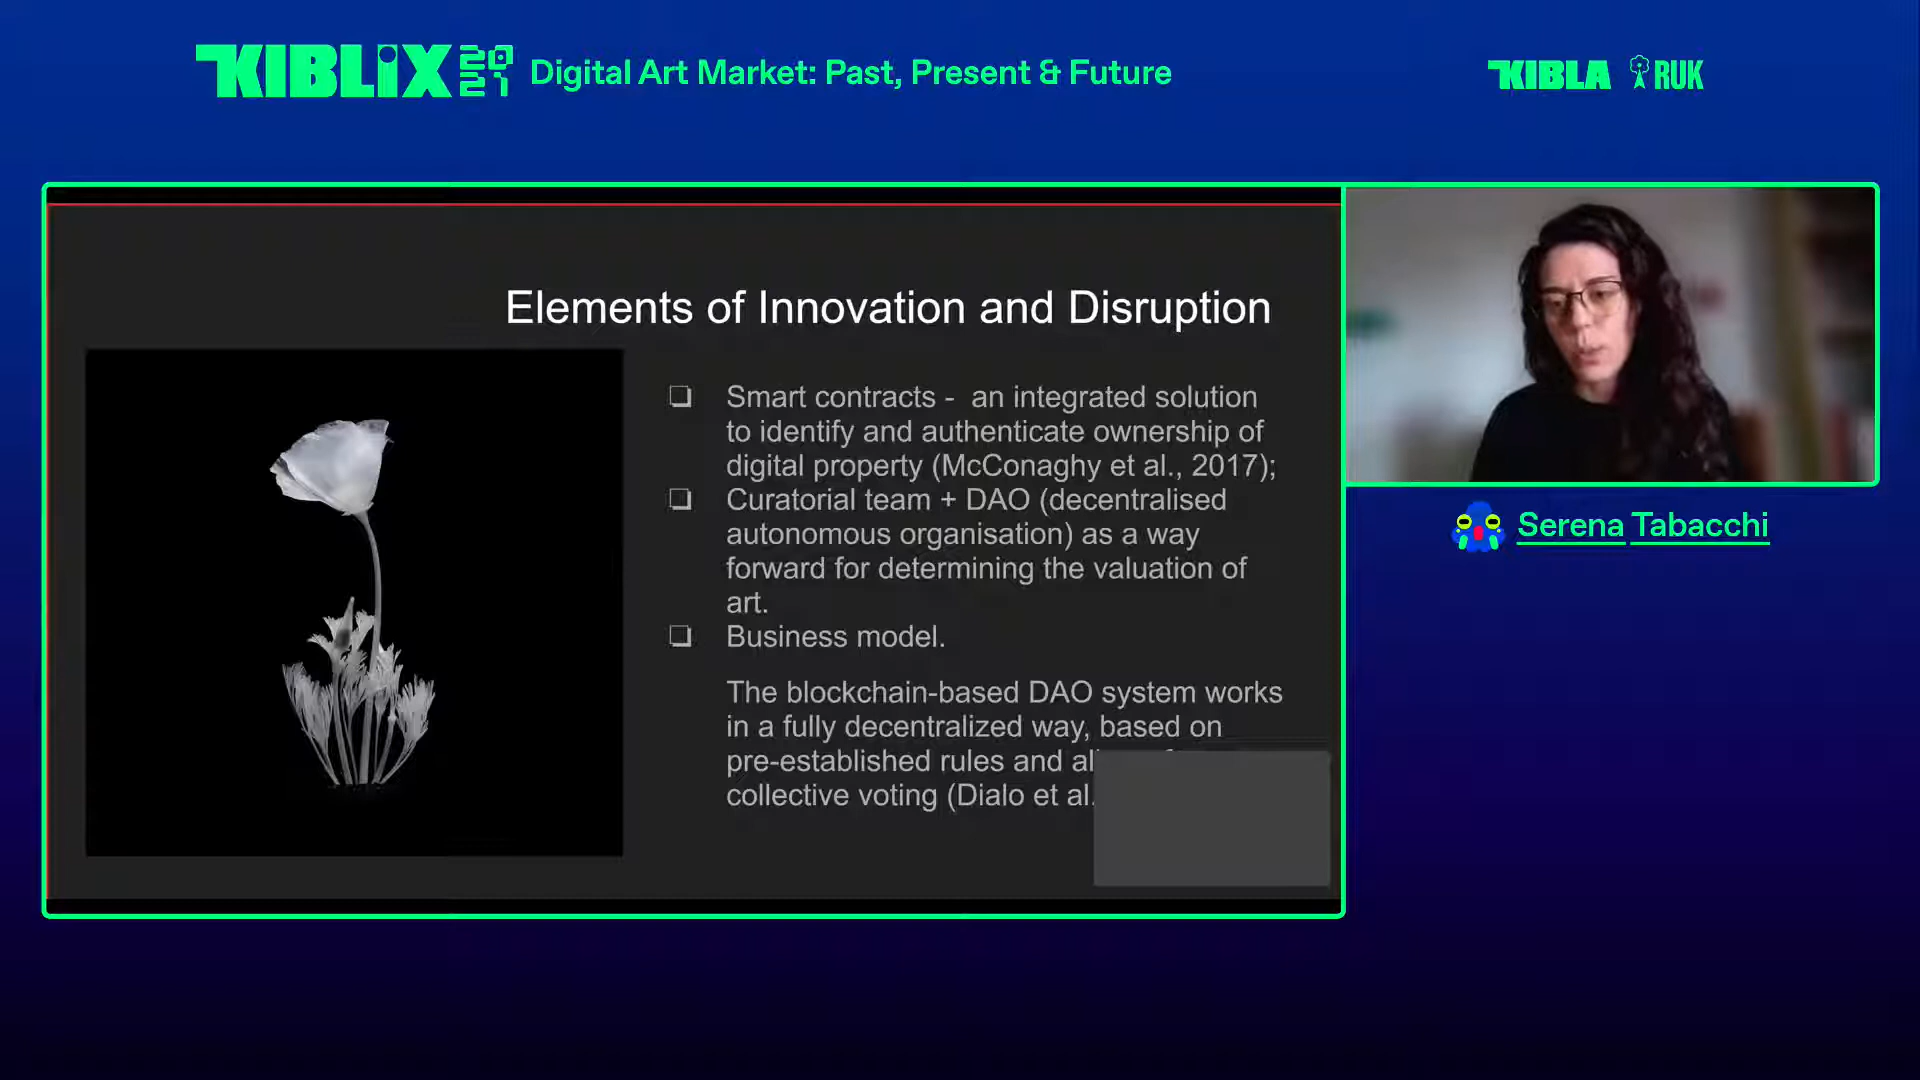 KIBLIX 2021 Digital Art Market: Past, Present & Future
KIBLA RUK
Elements of Innovation and Disruption
Smart contracts - an integrated solution
to identify and authenticate ownership of
digital property (McConaghy et al., 2017);
Curatorial team + DAO (decentralised
autonomous organisation) as a way
forward for determining the valuation of
art.
Business model.
The blockchain-based DAO system works
in a fully decentralized way, based on
pre-established rules and
collective voting (Dialo et al.
Serena Tabacchi